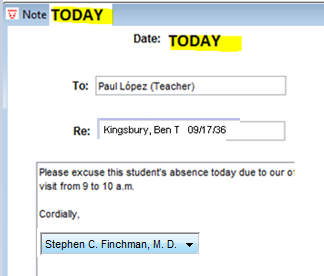 Note TODAY
Date: TODAY
To: Paul López (Teacher)
Re: Kingsbury, Ben T 09/17/36
Please excuse this student's absence today due to our
visit from 9 to 10 a.m.
Cordially,
Stephen C. Finchman, M. D.